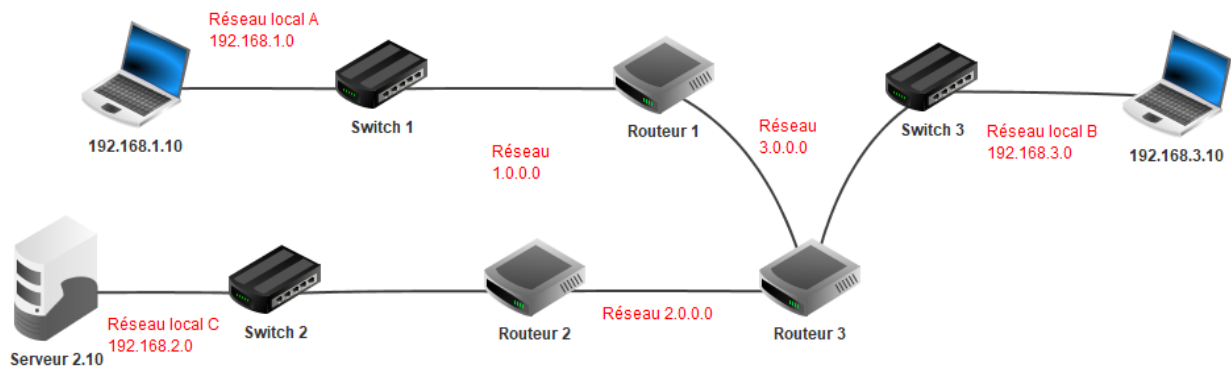 Réseau local A
192.168.1.0
192.168.1.10
Switch 1
Routeur 1
Réseau
1.0.0.0
Réseau
3.0.0.0
Switch 3
Réseau local B
192.168.3.0
192.168.3.10
Serveur 2.10
Réseau local C
192.168.2.0
Switch 2
Routeur 2
Réseau 2.0.0.0
Routeur 3